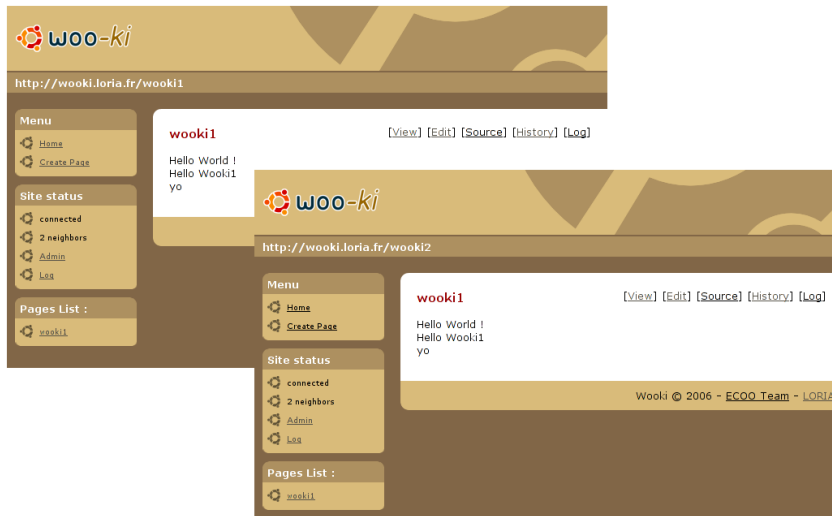 woo-ki
http://wooki.loria.fr/wooki1
Menu
Home
Create Page
Site status
connected
2 neighbors
Admin
Log
Pages List :
wooki1
wooki1
[View] [Edit] [Source] [History] [Log]
Hello World !
Hello Wooki1
yo
woo-ki
http://wooki.loria.fr/wooki2
Menu
Home
Create Page
Site status
connected
2 neighbors
Admin
Log
Pages List :
wooki1
wooki1
[View] [Edit] [Source] [History] [Log]
Hello World !
Hello Wooki1
yo
Wooki © 2006 - ECOO Team - LORIA